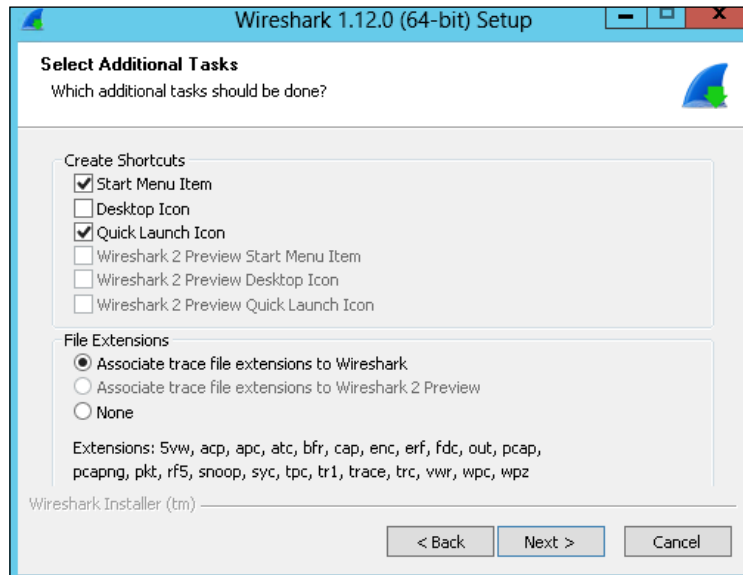 Wireshark 1.12.0 (64-bit) Setup
Select Additional Tasks
Which additional tasks should be done?
Create Shortcuts
Start Menu Item
Desktop Icon
Quick Launch Icon
Wireshark 2 Preview Start Menu Item
Wireshark 2 Preview Desktop Icon
Wireshark 2 Preview Quick Launch Icon
File Extensions
Associate trace file extensions to Wireshark
Associate trace file extensions to Wireshark 2 Preview
None
Extensions: 5vw, acp, apc, atc, bfr, cap, enc, erf, fdc, out, pcap,
pcapng, pkt, rf5, snoop, syc, tpc, tr1, trace, trc, vwr, wpc, wpz
Wireshark Installer (tm)
< Back
Next >
Cancel